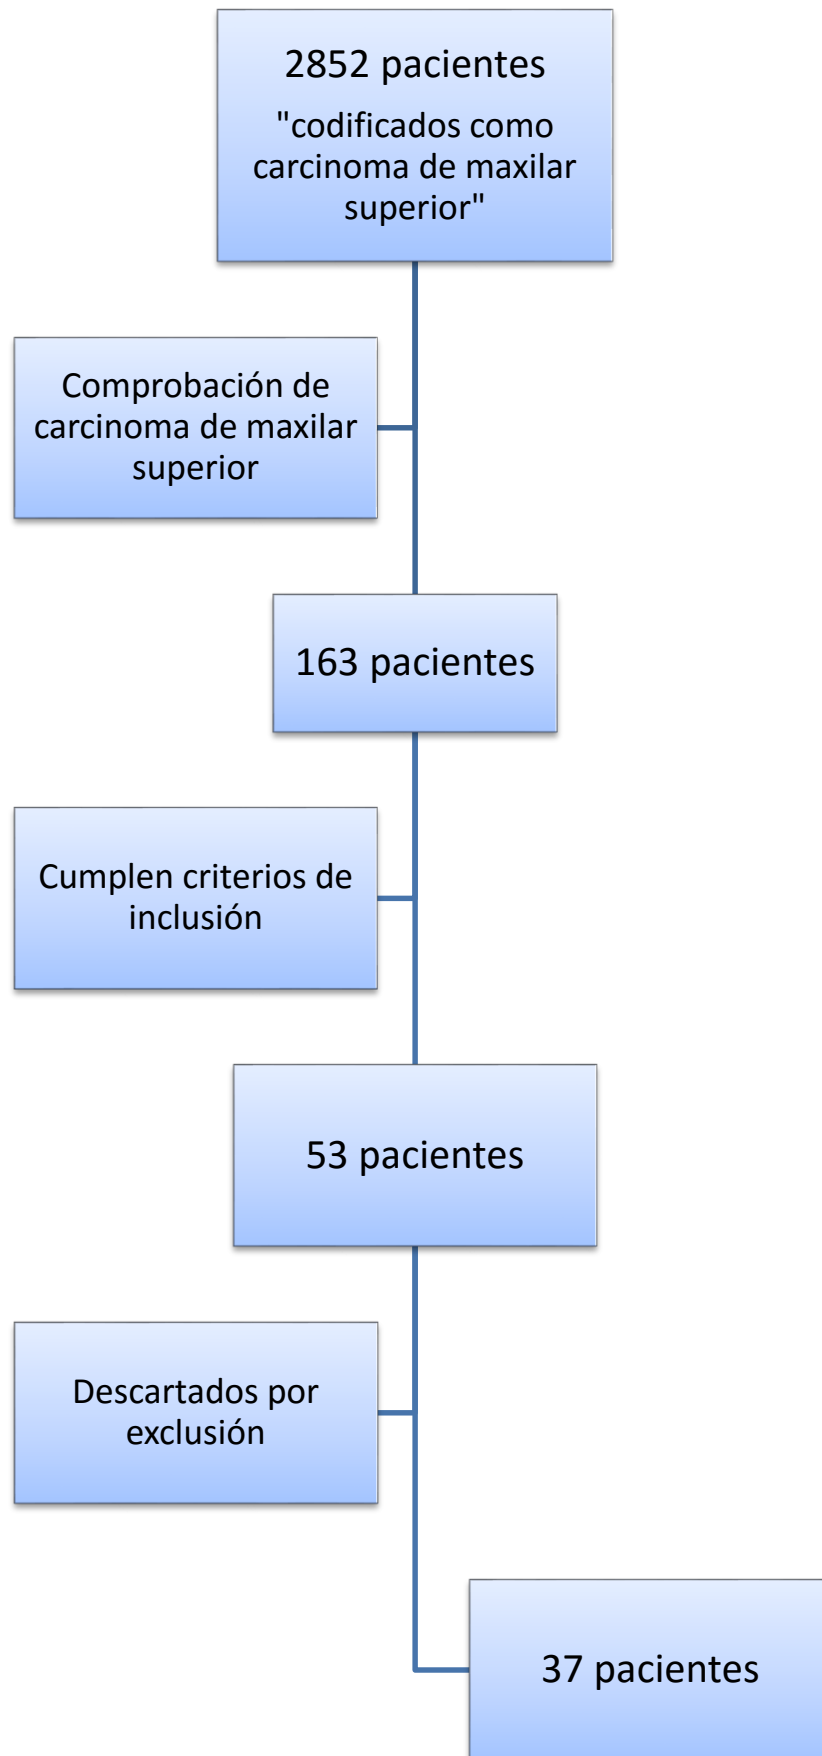 2852 pacientes
"codificados como
carcinoma de maxilar
superior"
Comprobación de
carcinoma de maxilar
superior
163 pacientes
Cumplen criterios de
inclusión
53 pacientes
Descartados por
exclusión
37 pacientes